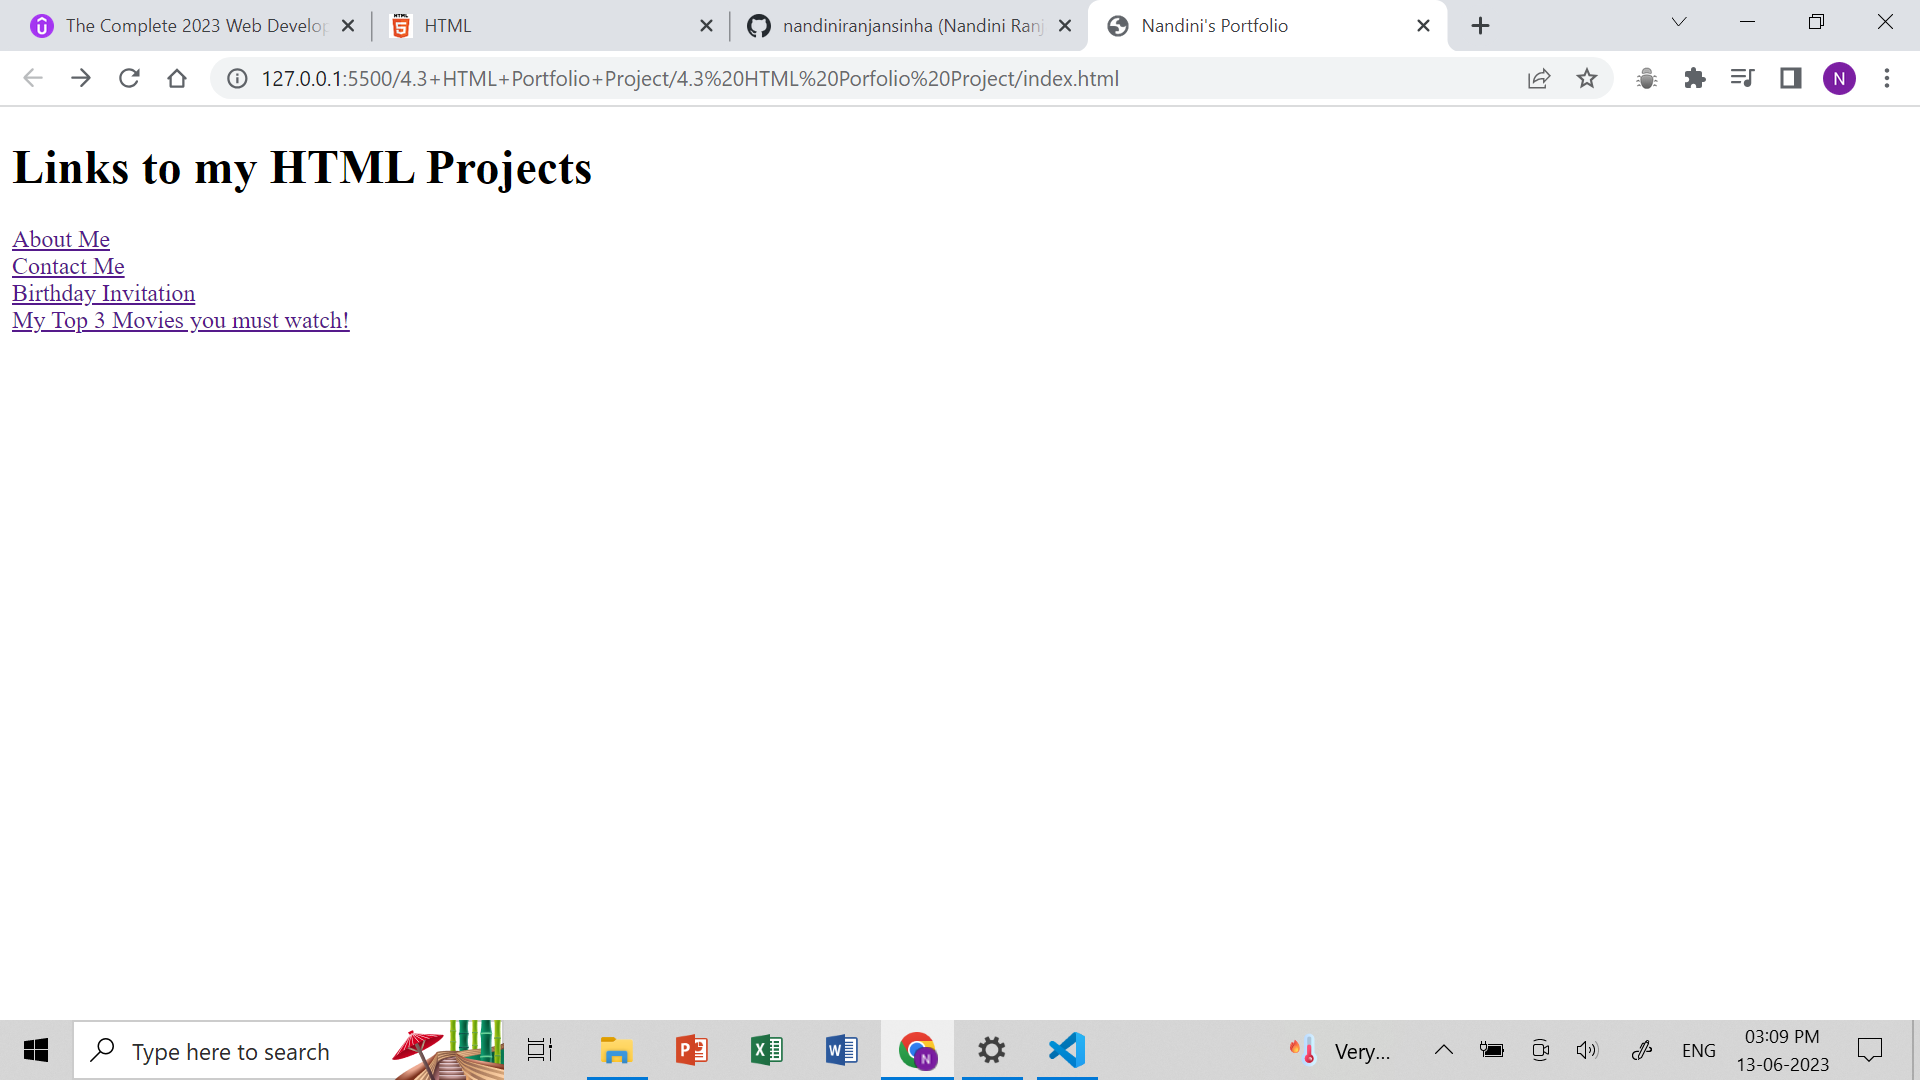 The Complete 2023 Web Develop
HTML
nandiniranjansinha (Nandini Ranj
Nandini's Portfolio
127.0.0.1:5500/4.3+HTML+Portfolio+Project/4.3%20HTML%20Porfolio%20Project/index.html
N
Links to my HTML Projects
About Me
Contact Me
Birthday Invitation
My Top 3 Movies you must watch!
Type here to search
N
Very...
ENG
03:09 PM
13-06-2023